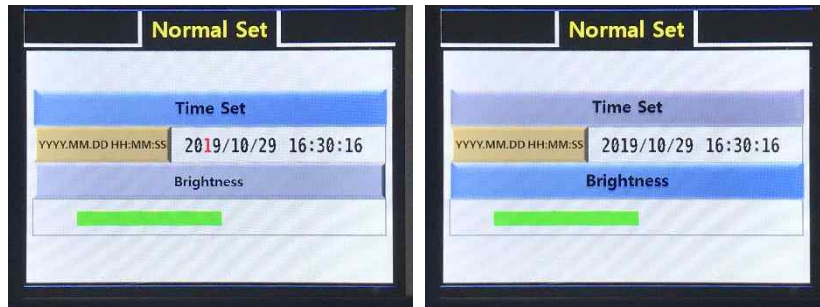 Normal Set
Time Set
YYYY.MM.DD HH:MM:SS 2019/10/29 16:30:16
Brightness
Normal Set
Time Set
YYYY.MM.DD HH:MM:SS 2019/10/29 16:30:16
Brightness